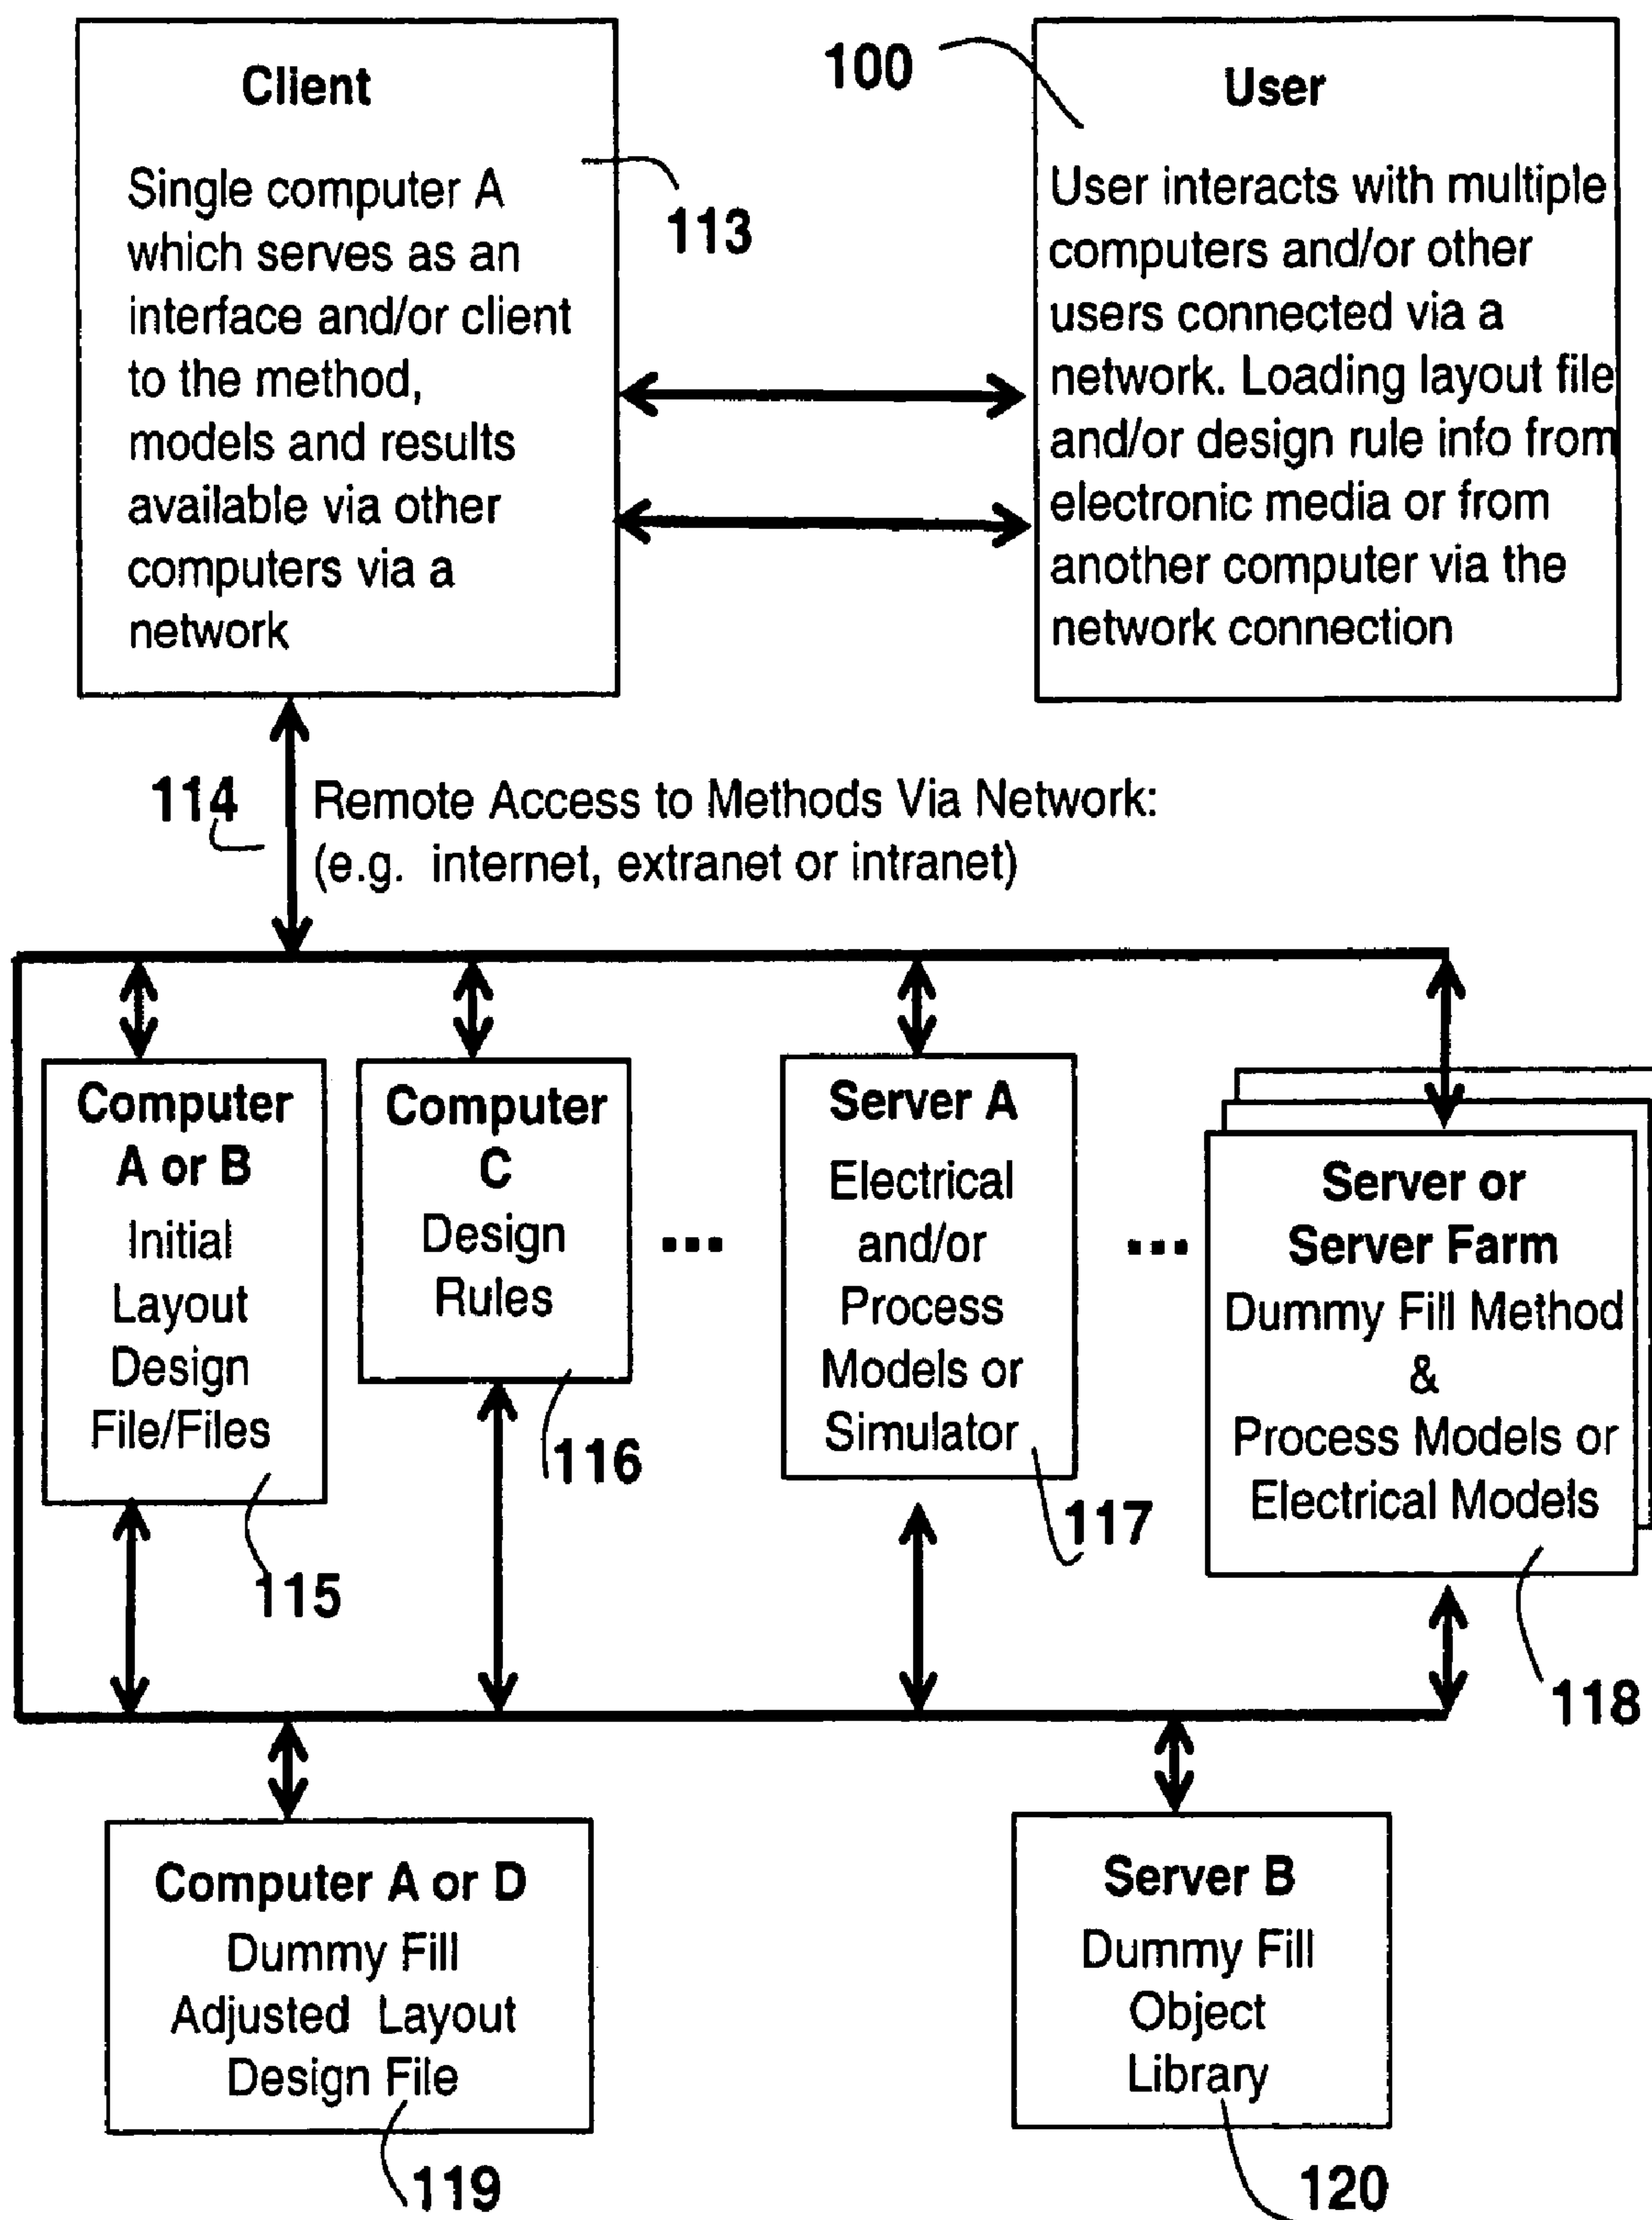 Client
Single computer A
which serves as an
interface and/or client
to the method,
models and results
available via other
computers via a
network
113
100
User
User interacts with multiple
computers and/or other
users connected via a
network. Loading layout file
and/or design rule info from
electronic media or from
another computer via the
network connection
114
Remote Access to Methods Via Network:
(e.g. internet, extranet or intranet)
Computer
A or B
Initial
Layout
Design
File/Files
115
Computer
C
Design
Rules
116
...
Server A
Electrical
and/or
Process
Models or
Simulator
117
...
Server or
Server Farm
Dummy Fill Method
&
Process Models or
Electrical Models
118
Computer A or D
Dummy Fill
Adjusted Layout
Design File
119
Server B
Dummy Fill
Object
Library
120